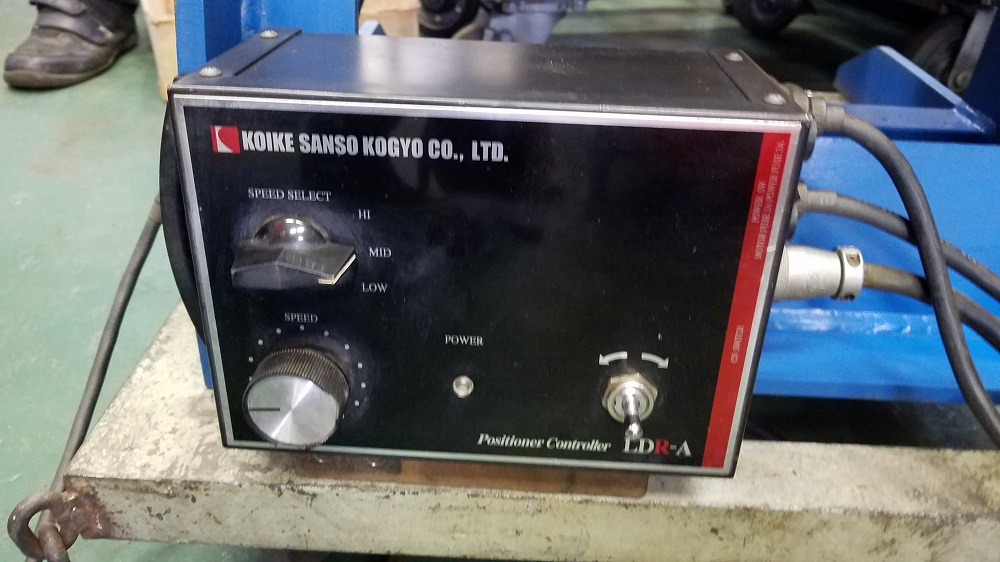 KOIKE SANSO KOGYO CO., LTD.
SPEED SELECT
HI
MID
LOW
SPEED
POWER
Positioner Controller LDR-A